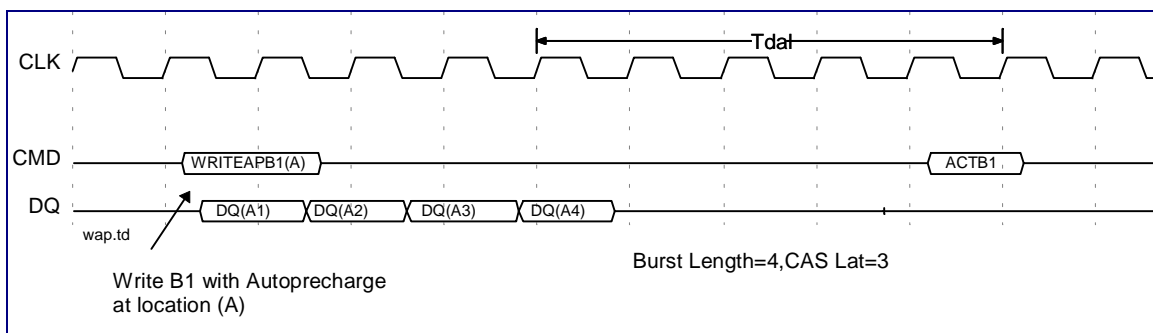 Tdal
CLK
CMD WRITEAPB1(A) ACTB1
DQ DQ(A1) DQ(A2) DQ(A3) DQ(A4)
wap.td
Burst Length=4,CAS Lat=3
Write B1 with Autoprecharge
at location (A)